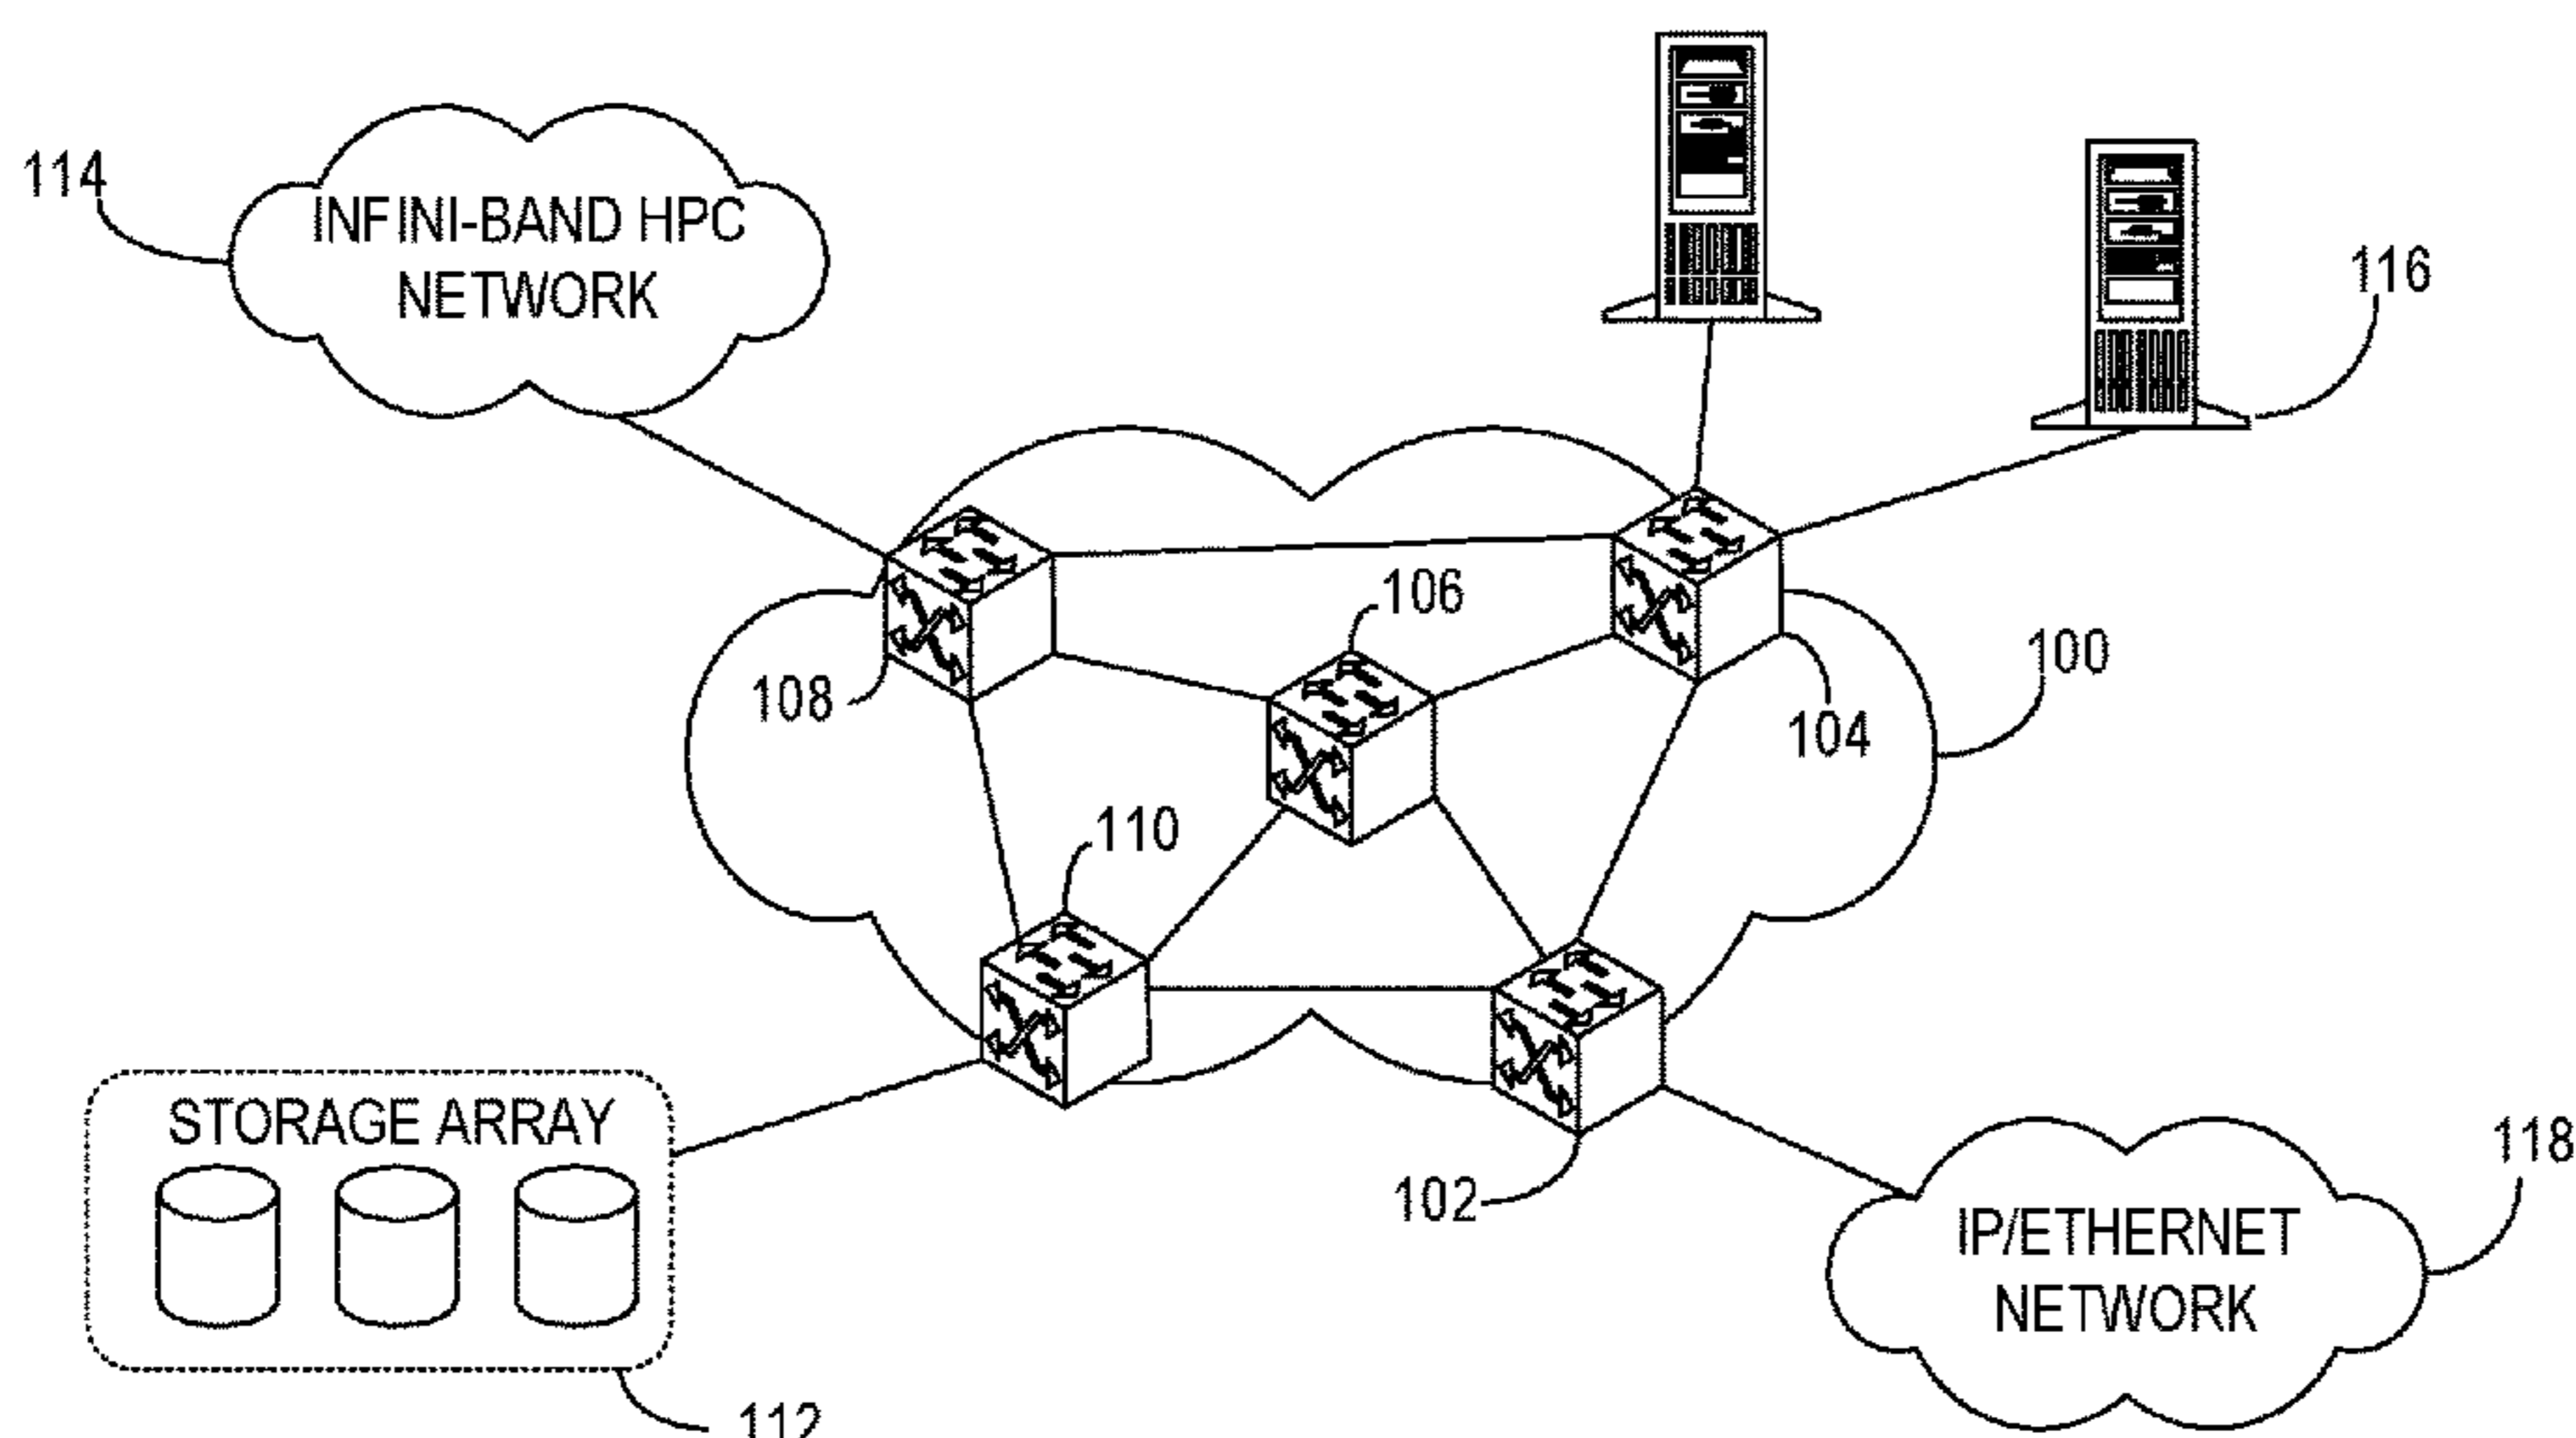 114
INFINI-BAND HPC
NETWORK
116
106
108
100
104
110
STORAGE ARRAY
102
118
IP/ETHERNET
NETWORK
112